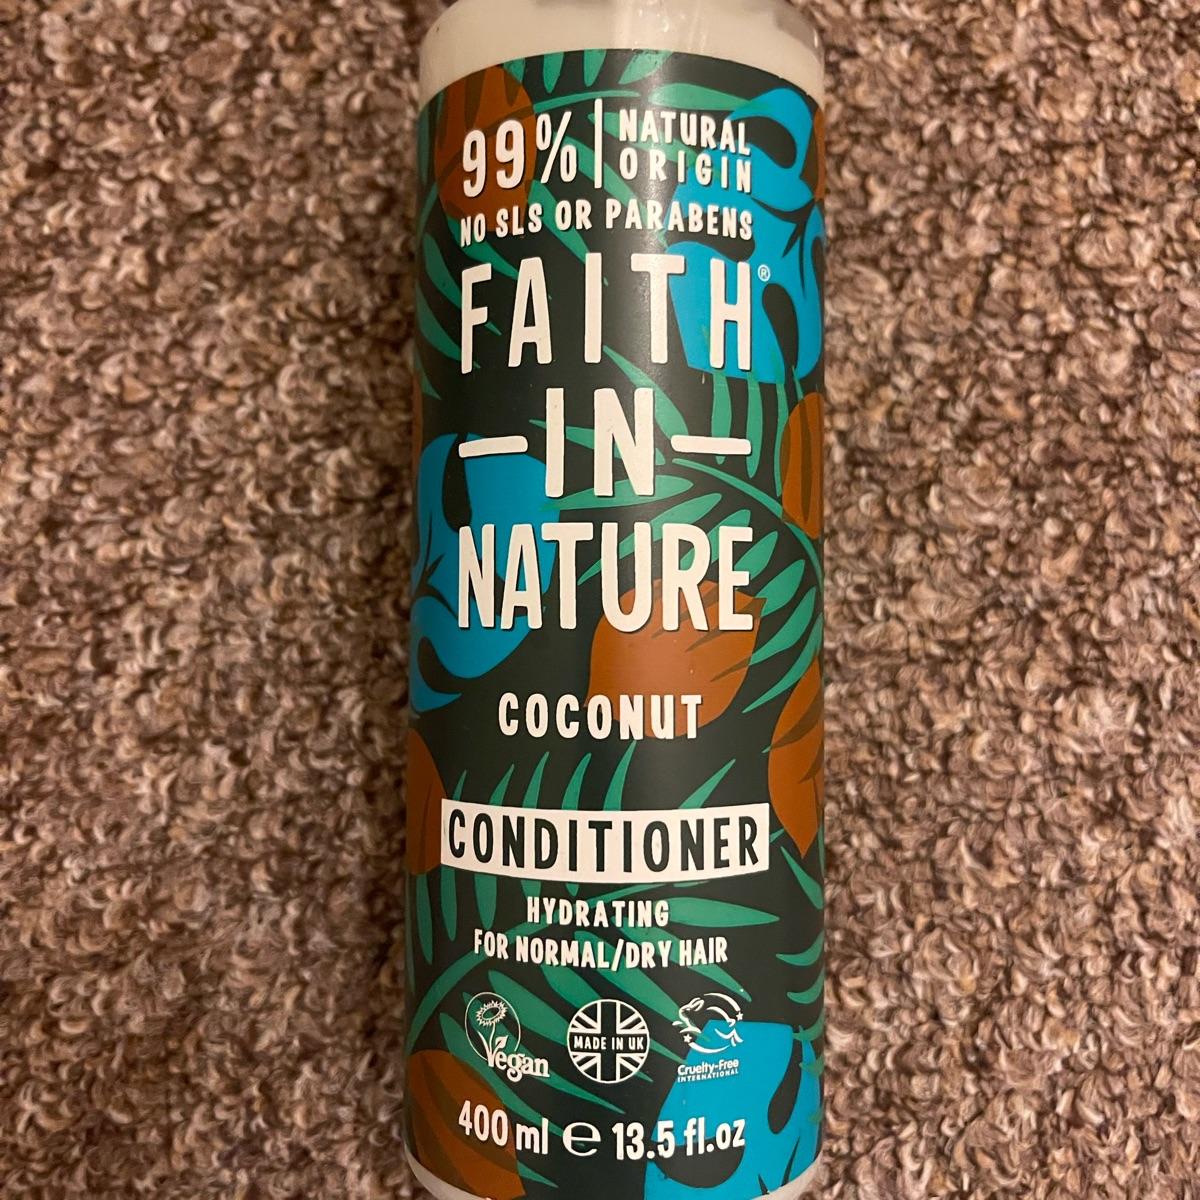 99% | NATURAL
ORIGIN
NO SLS OR PARABENS
FAITH®
—IN—
NATURE
COCONUT
CONDITIONER
HYDRATING
FOR NORMAL/DRY HAIR
Vegan
MADE IN UK
Cruelty-Free
INTERNATIONAL
400 ml ℮ 13.5 fl.oz